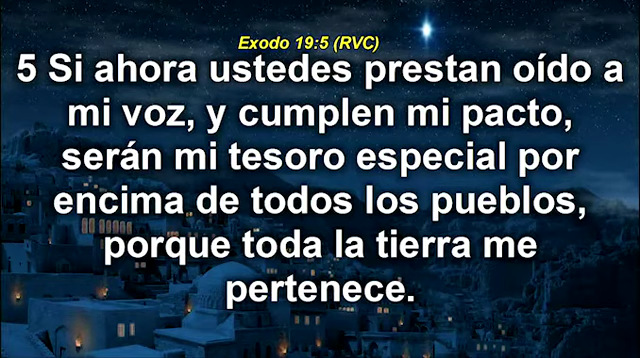 Exodo 19:5 (RVC)
5 Si ahora ustedes prestan oído a
mi voz, y cumplen mi pacto,
serán mi tesoro especial por
encima de todos los pueblos,
porque toda la tierra me
pertenece.